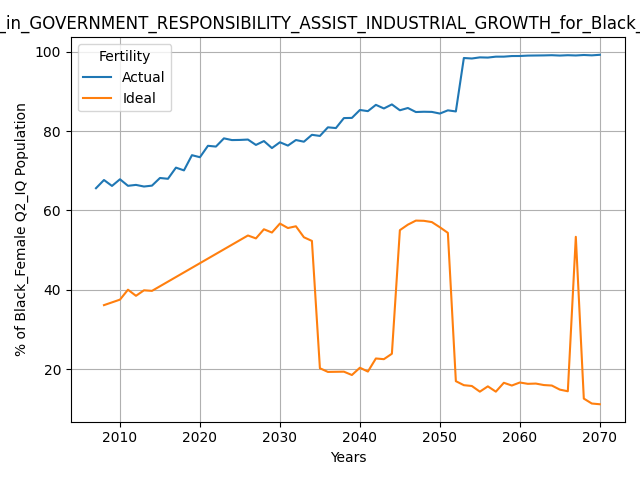 _in_GOVERNMENT_RESPONSIBILITY_ASSIST_INDUSTRIAL_GROWTH_for_Black_
Fertility
Actual
Ideal
100
80
60
40
20
% of Black_Female Q2_IQ Population
2010 2020 2030 2040 2050 2060 2070
Years